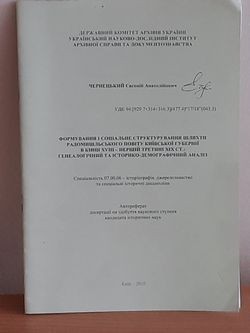 ДЕРЖАВНИЙ КОМІТЕТ АРХІВІВ УКРАЇНИ
УКРАЇНСЬКИЙ НАУКОВО-ДОСЛІДНИЙ ІНСТИТУТ
АРХІВНОЇ СПРАВИ ТА ДОКУМЕНТОЗНАВСТВА
ЧЕРНЕЦЬКИЙ Євгеній Анатолійович
УДК
ФОРМУВАННЯ І СОЦІАЛЬНЕ СТРУКТУРУВАННЯ ШЛЯХТИ
РАДОМИШЛЬСЬКОГО ПОВІТУ КИЇВСЬКОЇ ГУБЕРНІЇ
В КІНЦІ XVIII – ПЕРШІЙ ТРЕТИНІ XIX СТ.:
ГЕНЕАЛОГІЧНИЙ ТА ІСТОРИКО-ДЕМОГРАФІЧНИЙ АНАЛІЗ
Спеціальність 07.00.06 – історіографія, джерелознавство
та спеціальні історичні дисципліни
Автореферат
дисертації на здобуття наукового ступеня
кандидата історичних наук
Київ – 2010